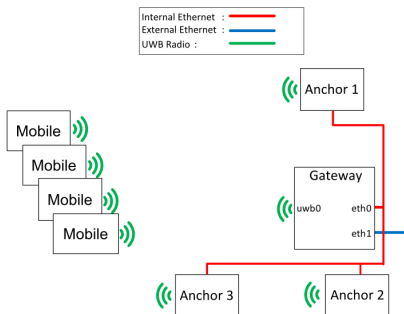 Internal Ethernet :
External Ethernet :
UWB Radio :
Anchor 1
Mobile
Mobile
Mobile
Mobile
Gateway
uwb0 eth0
eth1
Anchor 3
Anchor 2